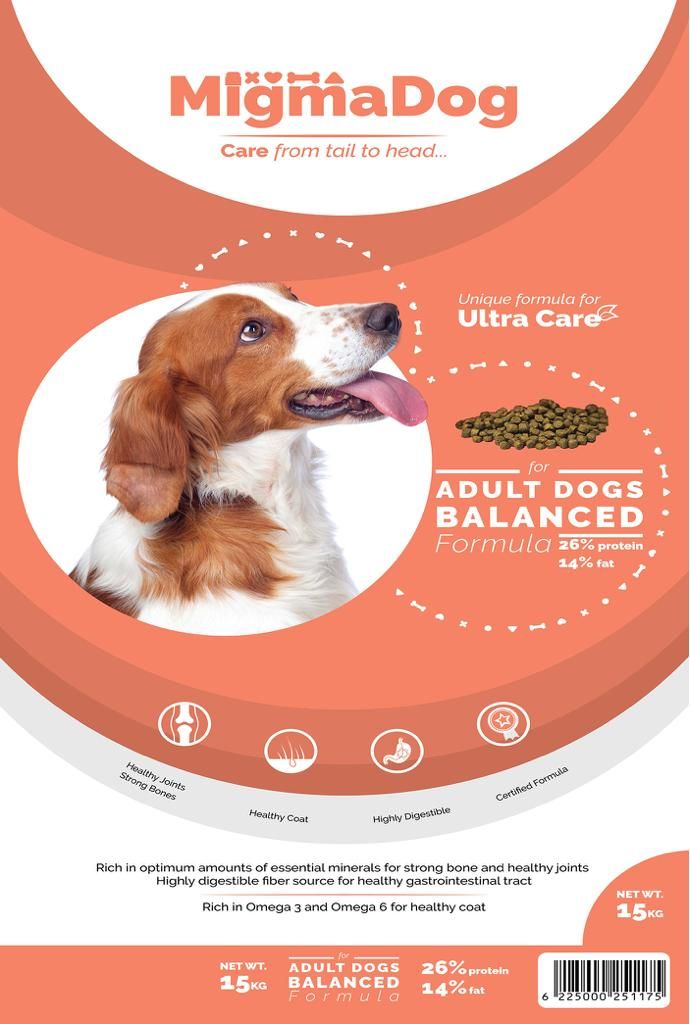 MigmaDog
Care from tail to head...
Unique formula for
Ultra Care
for
ADULT DOGS
BALANCED
Formula 26% protein
14% fat
Healthy Joints
Strong Bones
Healthy Coat
Highly Digestible
Certified Formula
Rich in optimum amounts of essential minerals for strong bone and healthy joints
Highly digestible fiber source for healthy gastrointestinal tract
Rich in Omega 3 and Omega 6 for healthy coat
NET WT.
15KG
NET WT.
15KG
for
ADULT DOGS
BALANCED
Formula
26% protein
14% fat
6 225000 251175